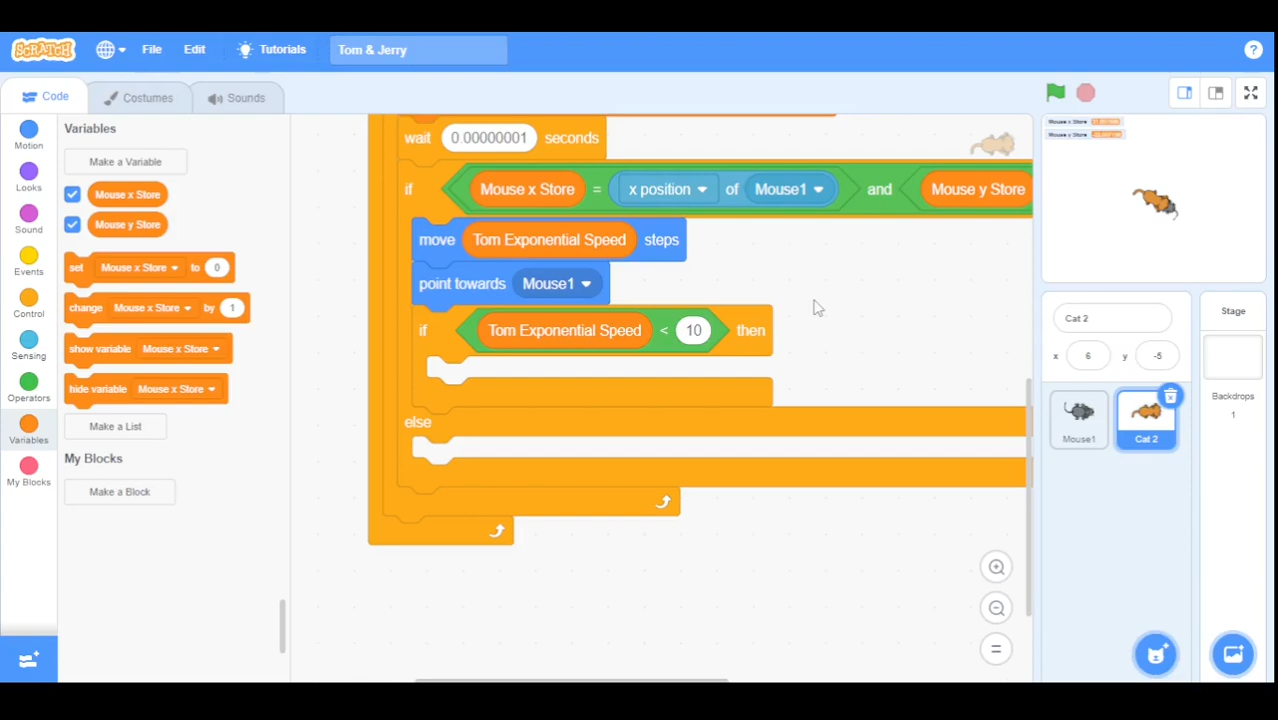 SCRATCH File Edit Tutorials Tom & Jerry ?
Code Costumes Sounds
Variables
Make a Variable
Mouse x Store
Mouse y Store
set Mouse x Store to 0
change Mouse x Store by 1
show variable Mouse x Store
hide variable Mouse x Store
Make a List
My Blocks
Make a Block
Motion
Looks
Sound
Events
Control
Sensing
Operators
Variables
My Blocks
wait 0.00000001 seconds
if Mouse x Store = x position of Mouse1 and Mouse y Store
move Tom Exponential Speed steps
point towards Mouse1
if Tom Exponential Speed < 10 then
else
Mouse x Store
Mouse y Store
Cat 2
x 6 y -5
Mouse1
Cat 2
Stage
Backdrops
1